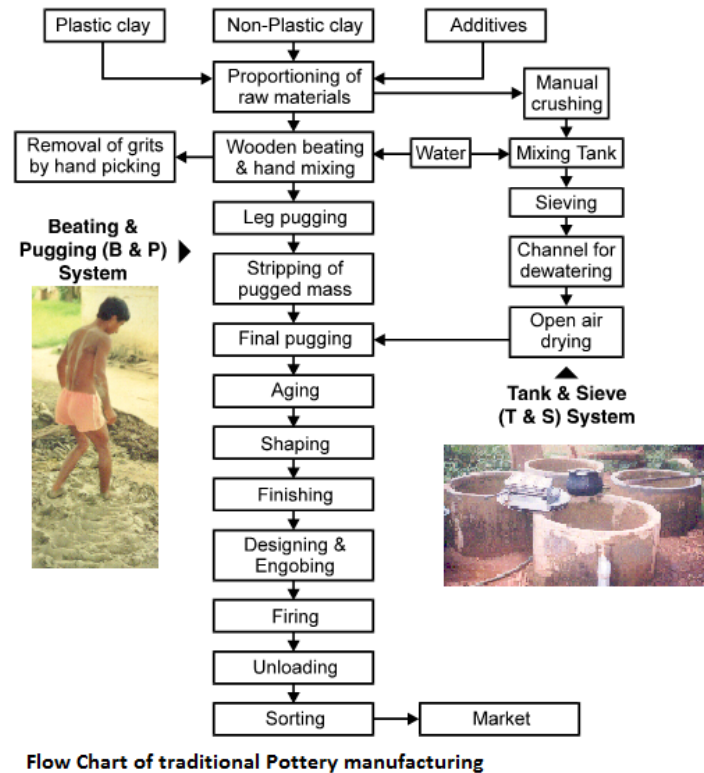 Plastic clay
Non-Plastic clay
Additives
Proportioning of
raw materials
Manual
crushing
Removal of grits
by hand picking
Wooden beating
& hand mixing
Water
Mixing Tank
Leg pugging
Sieving
Beating &
Pugging (B & P)
System
Stripping of
pugged mass
Channel for
dewatering
Final pugging
Open air
drying
Aging
Tank & Sieve
(T & S) System
Shaping
Finishing
Designing &
Engobing
Firing
Unloading
Sorting
Market
Flow Chart of traditional Pottery manufacturing